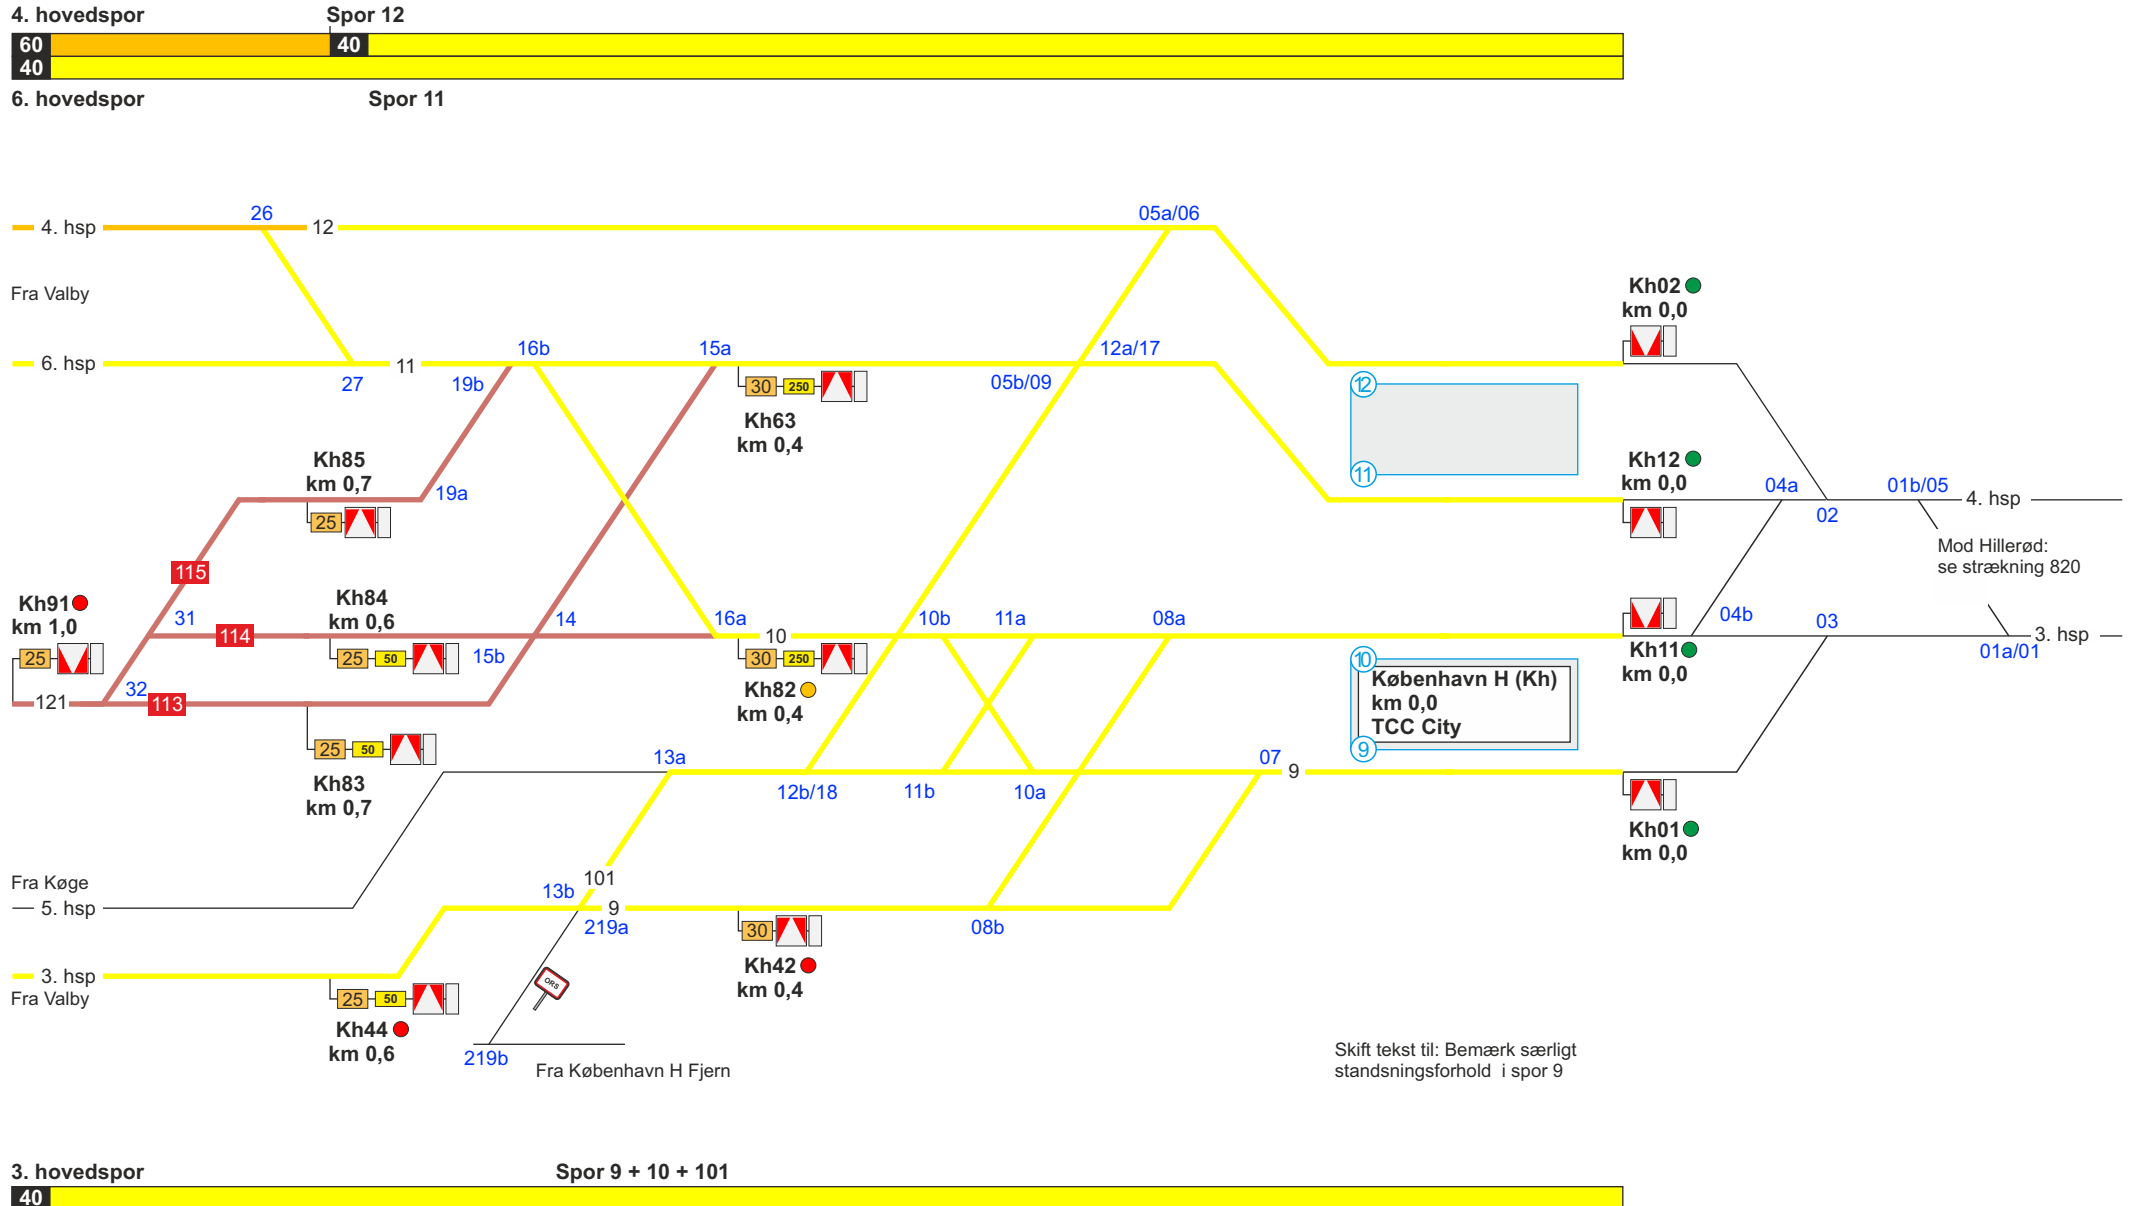 4. hovedspor Spor 12
60 40
40
6. hovedspor Spor 11
26 05a/06
4. hsp 12
Fra Valby
Kh02
km 0,0
16b 15a 12a/17
6. hsp 11
27 19b 05b/09
30 250
12
Kh63
km 0,4
Kh85
km 0,7
11
Kh12
km 0,0
19a
04a 01b/05
4. hsp
02
25
Mod Hillerød:
se strækning 820
115
Kh91
km 1,0
Kh84
km 0,6
31 14 16a 10b 11a 08a 04b 03
114 10 3. hsp
25 25 50 15b 30 250
10
Kh11
km 0,0
01a/01
København H (Kh)
km 0,0
TCC City
9
Kh82
km 0,4
32
121 113
25 50
Kh83
km 0,7
13a 07
9
12b/18 11b 10a
Kh01
km 0,0
Fra Køge
5. hsp
101
13b
9
219a 08b
30
Kh42
km 0,4
3. hsp
Fra Valby
25 50
ORS
Kh44
km 0,6
219b
Fra København H Fjern
Skift tekst til: Bemærk særligt
standsningsforhold i spor 9
3. hovedspor Spor 9 + 10 + 101
40